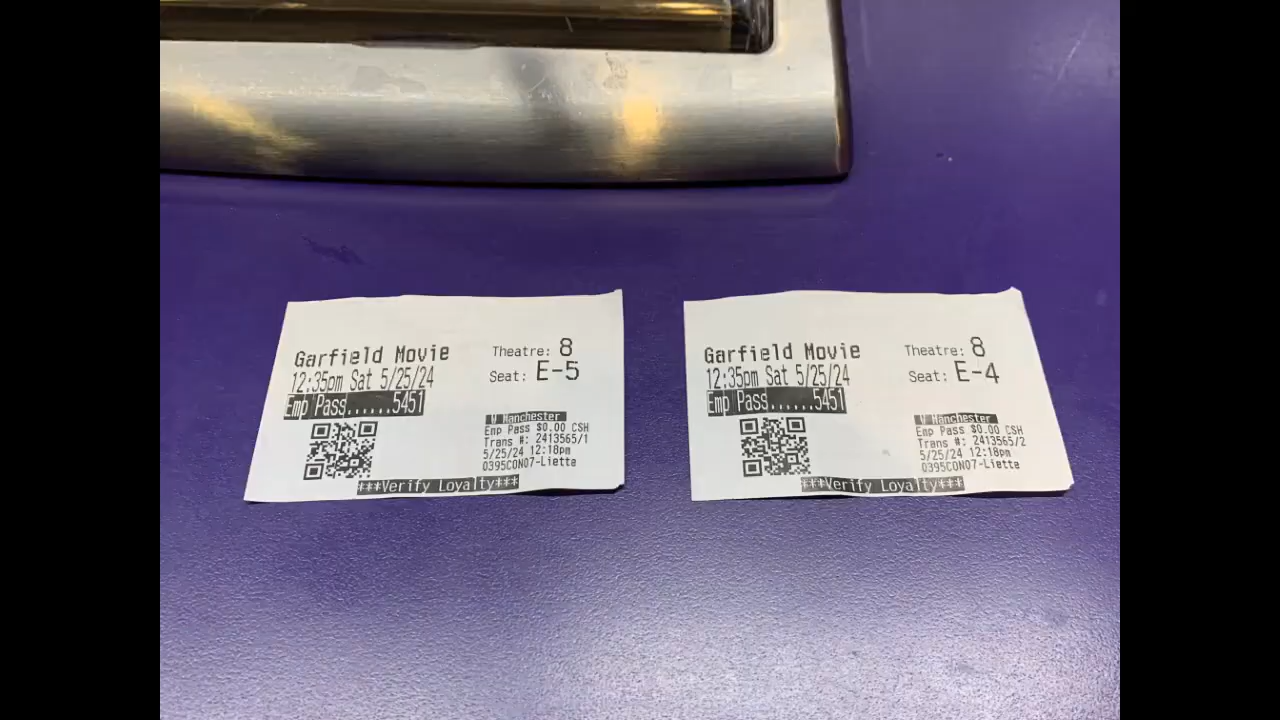 Garfield Movie
12:35pm Sat 5/25/24
Emp Pass......5451
Theatre: 8
Seat: E-5
W Manchester
Emp Pass $0.00 CSH
Trans #: 2413565/1
5/25/24 12:18pm
0395CON07-Liette
***Verify Loyalty***
Garfield Movie
12:35pm Sat 5/25/24
Emp Pass......5451
Theatre: 8
Seat: E-4
W Manchester
Emp Pass $0.00 CSH
Trans #: 2413565/2
5/25/24 12:18pm
0395CON07-Liette
***Verify Loyalty***